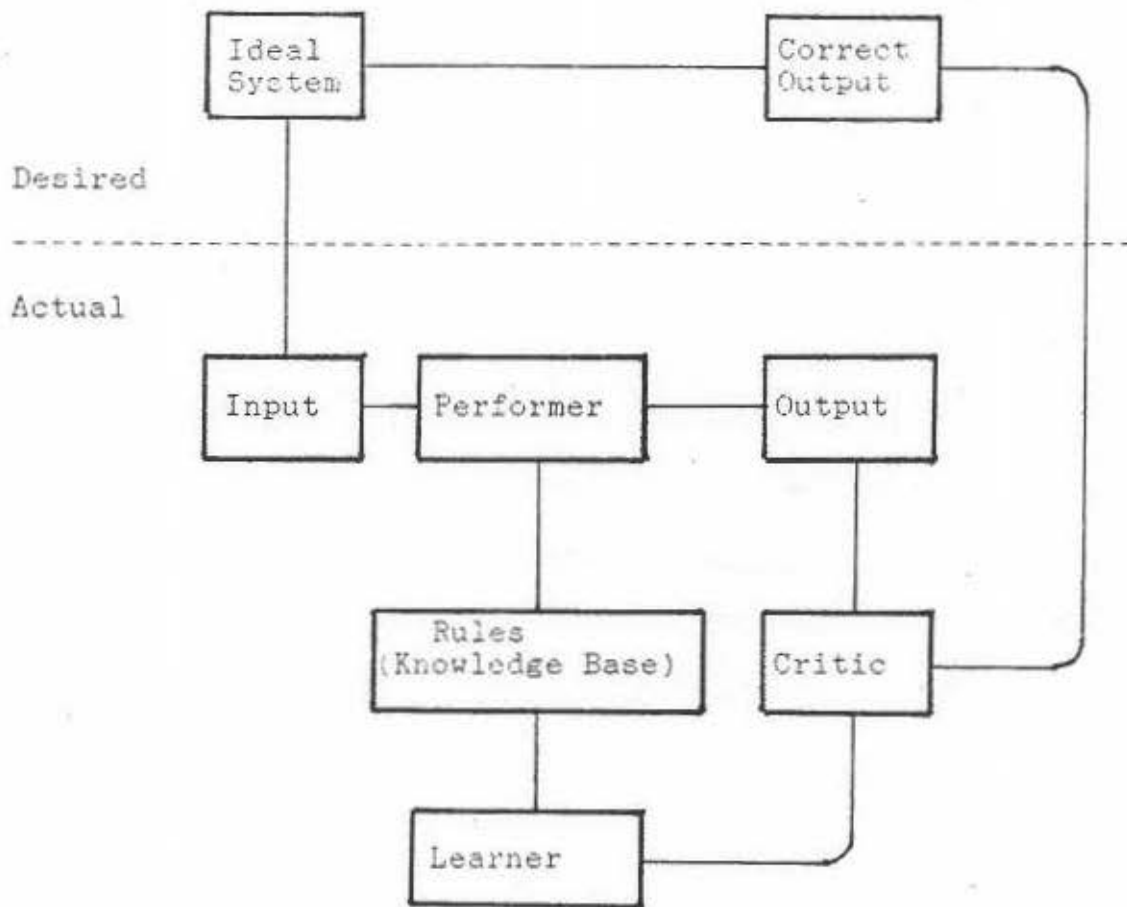 Ideal
System
Correct
Output
Desired
Actual
Input
Performer
Output
Rules
(Knowledge Base)
Critic
Learner